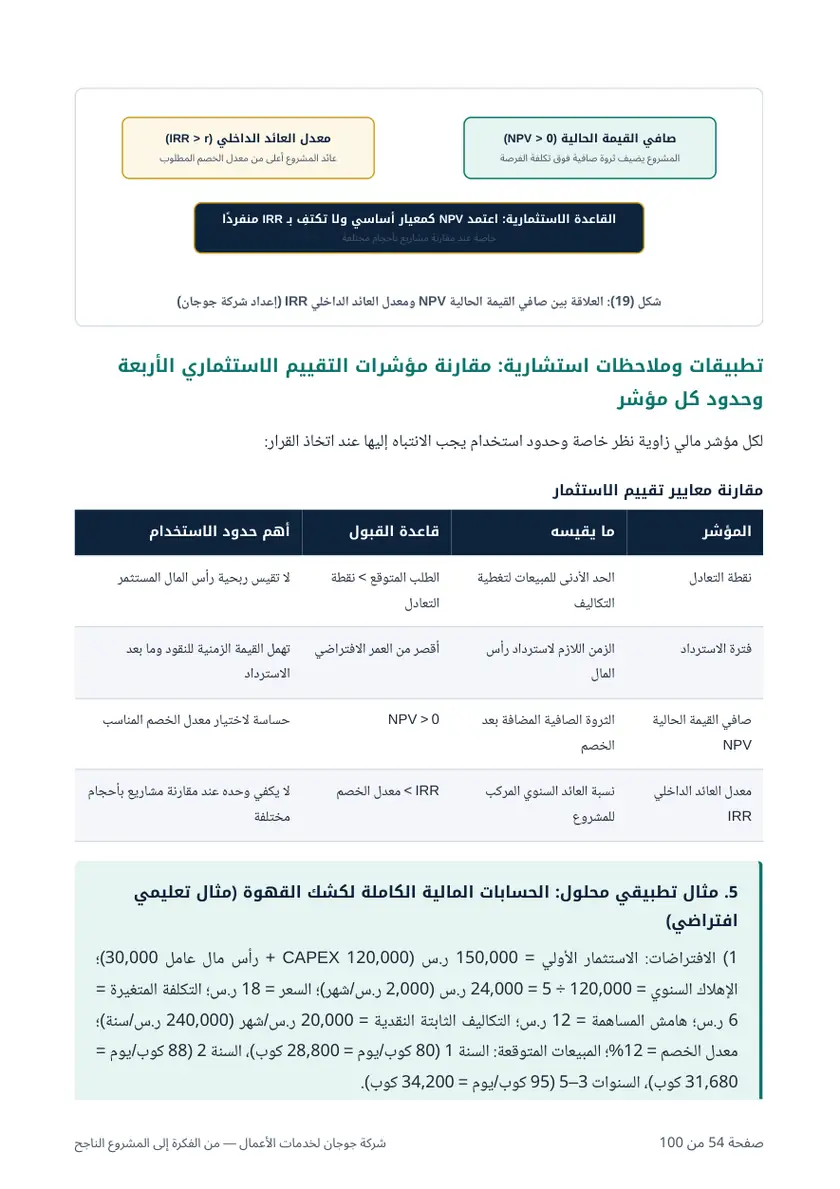 صافي القيمة الحالية (NPV > 0)
المشروع يضيف ثروة صافية فوق تكلفة الفرصة
معدل العائد الداخلي (IRR > r)
عائد المشروع أعلى من معدل الخصم المطلوب
القاعدة الاستثمارية: اعتمد NPV كمعيار أساسي ولا تكتفِ بـ IRR منفردًا
خاصة عند مقارنة مشاريع بأحجام مختلفة
شكل (19): العلاقة بين صافي القيمة الحالية NPV ومعدل العائد الداخلي IRR (إعداد شركة جوجان)
تطبيقات وملاحظات استشارية: مقارنة مؤشرات التقييم الاستثماري الأربعة
وحدود كل مؤشر
لكل مؤشر مالي زاوية نظر خاصة وحدود استخدام يجب الانتباه إليها عند اتخاذ القرار:
مقارنة معايير تقييم الاستثمار
المؤشر	ما يقيسه	قاعدة القبول	أهم حدود الاستخدام
نقطة التعادل	الحد الأدنى للمبيعات لتغطية	الطلب المتوقع > نقطة	لا تقيس ربحية رأس المال المستثمر
التكاليف	التعادل
فترة الاسترداد	الزمن اللازم لاسترداد رأس	أقصر من العمر الافتراضي	تهمل القيمة الزمنية للنقود وما بعد
المال	الاسترداد
صافي القيمة الحالية	الثروة الصافية المضافة بعد	NPV > 0	حساسة لاختيار معدل الخصم المناسب
NPV	الخصم
معدل العائد الداخلي	نسبة العائد السنوي المركب	IRR > معدل الخصم	لا يكفي وحده عند مقارنة مشاريع بأحجام
IRR	للمشروع	مختلفة
5. مثال تطبيقي محلول: الحسابات المالية الكاملة لكشك القهوة (مثال تعليمي
افتراضي)
1) الافتراضات: الاستثمار الأولي = 150,000 ر.س (CAPEX 120,000 + رأس مال عامل 30,000)؛
الإهلاك السنوي = 120,000 ÷ 5 = 24,000 ر.س (2,000 ر.س/شهر)؛ السعر = 18 ر.س؛ التكلفة المتغيرة =
6 ر.س؛ هامش المساهمة = 12 ر.س؛ التكاليف الثابتة النقدية = 20,000 ر.س/شهر (240,000 ر.س/سنة)؛
معدل الخصم = 12%؛ المبيعات المتوقعة: السنة 1 (80 كوب/يوم = 28,800 كوب)، السنة 2 (88 كوب/يوم =
31,680 كوب)، السنوات 3–5 (95 كوب/يوم = 34,200 كوب).
صفحة 54 من 100
شركة جوجان لخدمات الأعمال — من الفكرة إلى المشروع الناجح